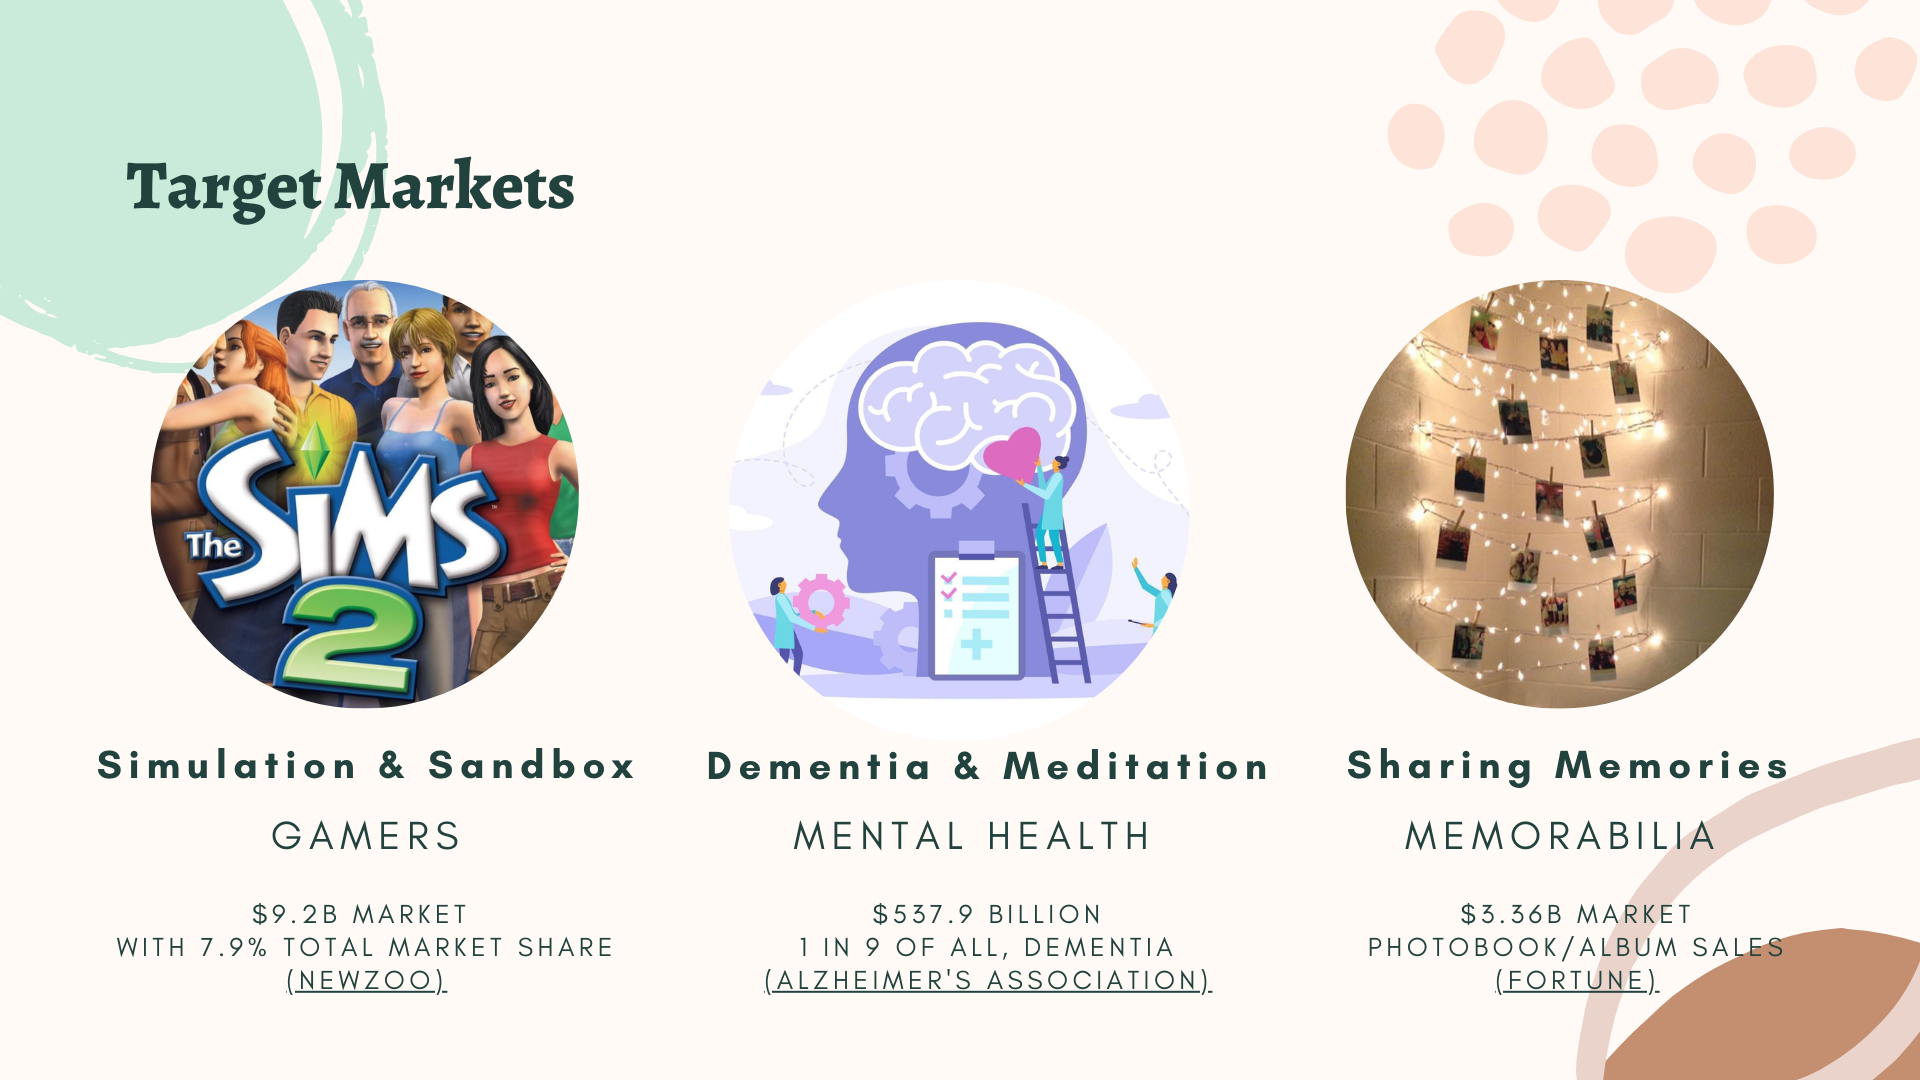 Target Markets
The
SIMS
2
Simulation & Sandbox
GAMERS
$9.2B MARKET
WITH 7.9% TOTAL MARKET SHARE
(NEWZOO)
Dementia & Meditation
MENTAL HEALTH
$537.9 BILLION
1 IN 9 OF ALL, DEMENTIA
(ALZHEIMER'S ASSOCIATION)
Sharing Memories
MEMORABILIA
$3.36B MARKET
PHOTOBOOK/ALBUM SALES
(FORTUNE)